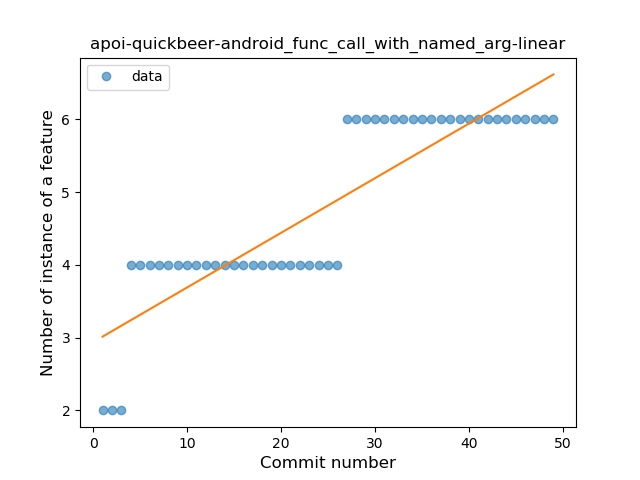 apoi-quickbeer-android_func_call_with_named_arg-linear
data
Number of instance of a feature
6
5
4
3
2
0 10 20 30 40 50
Commit number